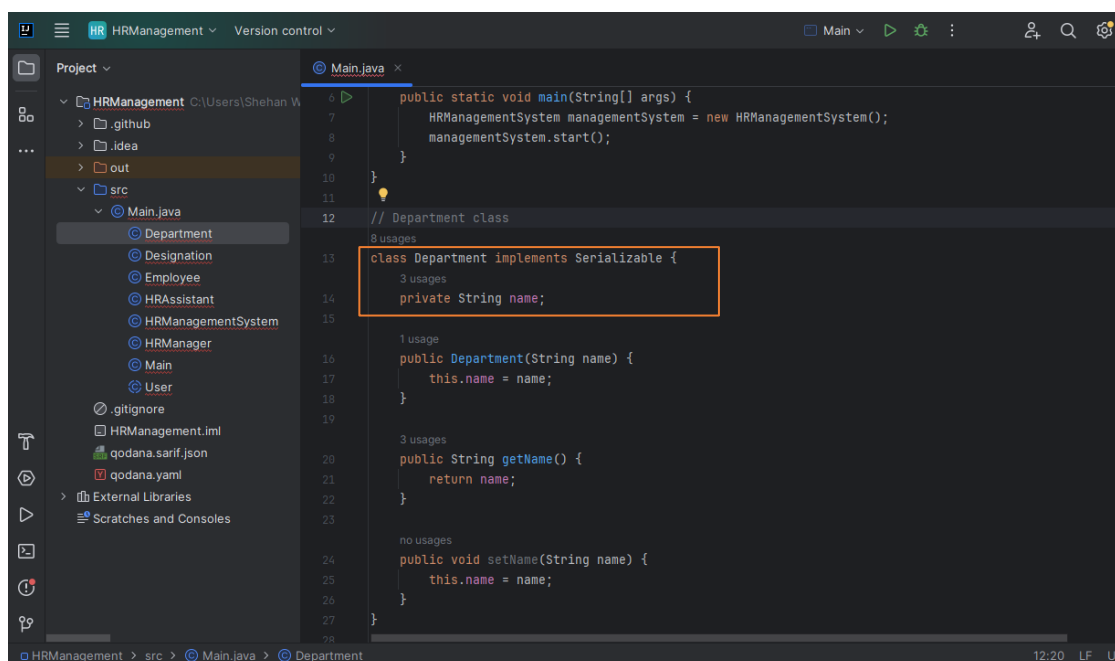 HR HRManagement Version control Main
Project
Main.java
HRManagement C:\Users\Shehan W
.github
.idea
out
src
Main.java
Department
Designation
Employee
HRAssistant
HRManagementSystem
HRManager
Main
User
.gitignore
HRManagement.iml
qodana.sarif.json
qodana.yaml
External Libraries
Scratches and Consoles
6 public static void main(String[] args) {
7 HRManagementSystem managementSystem = new HRManagementSystem();
8 managementSystem.start();
9 }
10 }
11
12 // Department class
8 usages
13 class Department implements Serializable {
3 usages
14 private String name;
15
1 usage
16 public Department(String name) {
17 this.name = name;
18 }
19
3 usages
20 public String getName() {
21 return name;
22 }
23
no usages
24 public void setName(String name) {
25 this.name = name;
26 }
27 }
28
HRManagement > src > Main.java > Department 12:20 LF U